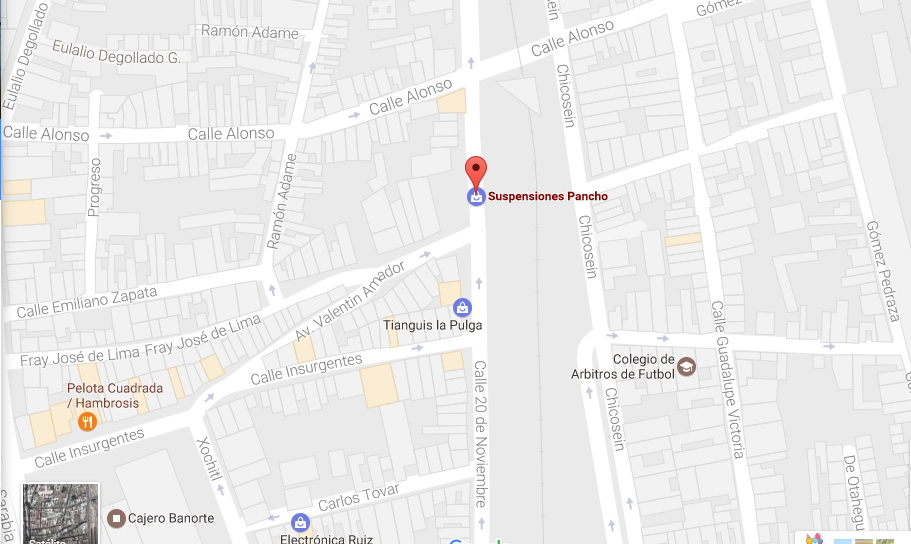 Gómez
Ramón Adame
Eulalio Degollado
Eulalio Degollado G.
Calle Alonso
Chicosein
Calle Alonso
Calle Alonso
Calle Alonso
Progreso
Ramón Adame
Suspensiones Pancho
Chicosein
Gómez Pedraza
Calle Emiliano Zapata
Av. Valentin Amador
Fray José de Lima
Fray José de Lima
Tianguis la Pulga
Calle Insurgentes
Calle Guadalupe Victoria
Colegio de
Arbitros de Futbol
Pelota Cuadrada
/ Hambrosis
Calle 20 de Noviembre
Chicosein
Calle Insurgentes
Xochitl
De Otahegu
Carlos Tovar
Sarabia
Cajero Banorte
Electrónica Ruiz
Satélite